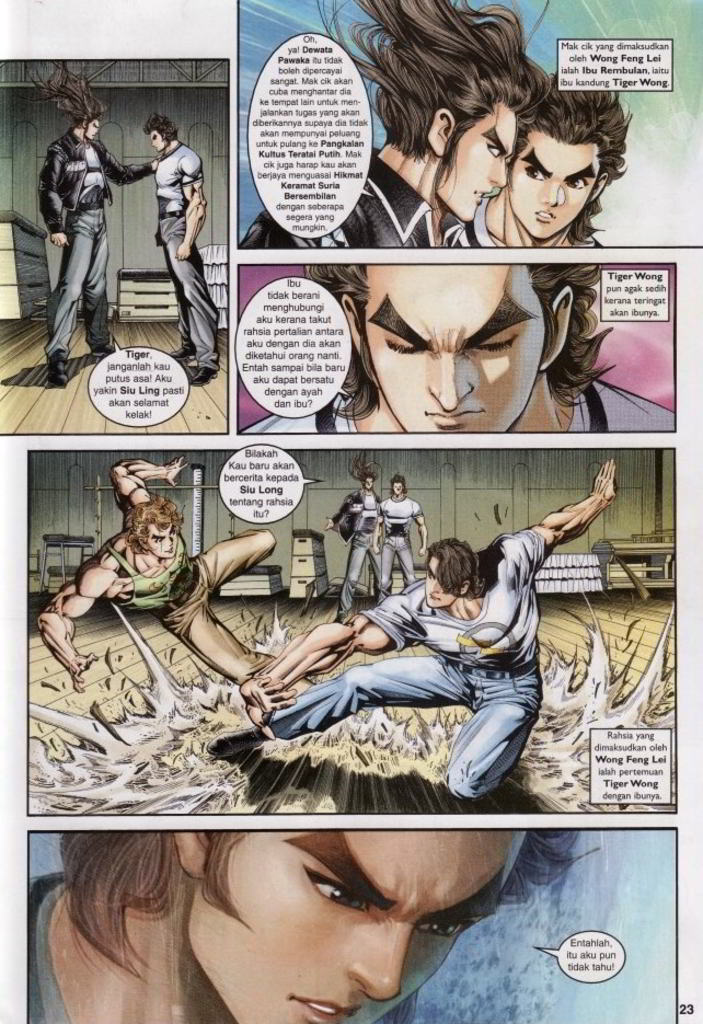 Tiger,
janganlah kau
putus asa! Aku
yakin Siu Ling pasti
akan selamat
kelak!
Oh,
ya! Dewata
Pawaka itu tidak
boleh dipercayai
sangat. Mak cik akan
cuba menghantar dia
ke tempat lain untuk men-
jalankan tugas yang akan
diberikannya supaya dia tidak
akan mempunyai peluang
untuk pulang ke Pangkalan
Kultus Teratai Putih. Mak
cik juga harap kau akan
berjaya menguasai Hikmat
Keramat Suria
Bersembilan
dengan seberapa
segera yang
mungkin.
Mak cik yang dimaksudkan
oleh Wong Feng Lei
ialah Ibu Rembulan, iaitu
ibu kandung Tiger Wong.
Ibu
tidak berani
menghubungi
aku kerana takut
rahsia pertalian antara
aku dengan dia akan
diketahui orang nanti.
Entah sampai bila baru
aku dapat bersatu
dengan ayah
dan ibu?
Tiger Wong
pun agak sedih
kerana teringat
akan ibunya.
Bilakah
Kau baru akan
bercerita kepada
Siu Long
tentang rahsia
itu?
Rahsia yang
dimaksudkan oleh
Wong Feng Lei
ialah pertemuan
Tiger Wong
dengan ibunya.
Entahlah,
itu aku pun
tidak tahu!
23